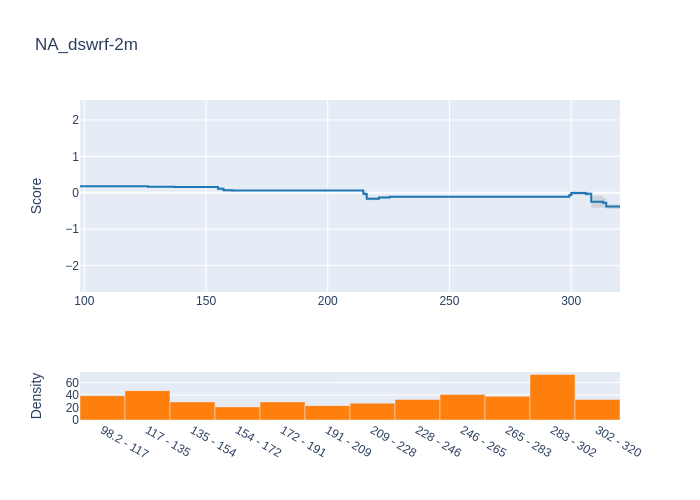 NA_dswrf-2m
Score
2
1
0
−1
−2
100 150 200 250 300
Density
60
40
20
0
98.2 - 117
117 - 135
135 - 154
154 - 172
172 - 191
191 - 209
209 - 228
228 - 246
246 - 265
265 - 283
283 - 302
302 - 320